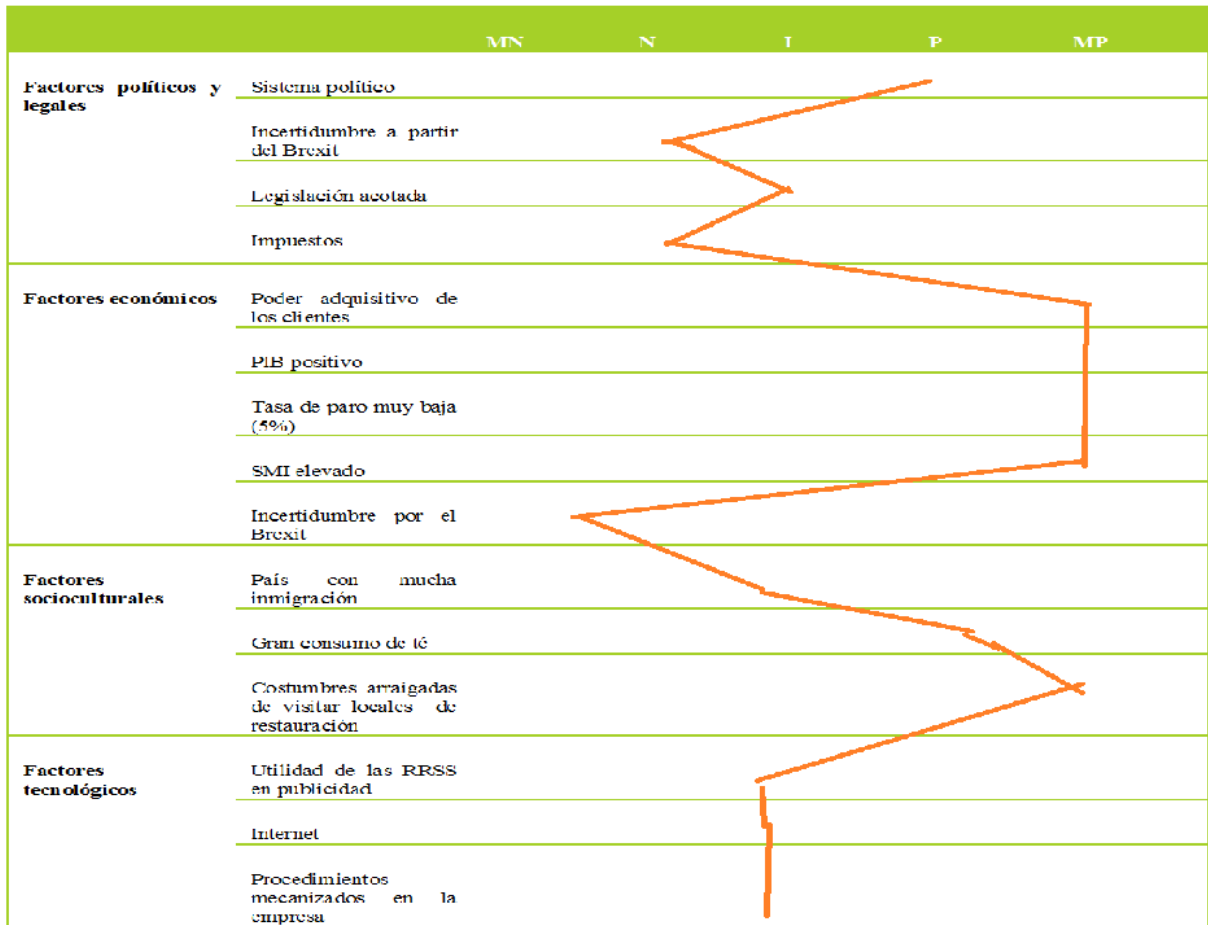 MN N I P MP
Factores políticos y
legales
Sistema político
Incertidumbre a partir
del Brexit
Legislación acotada
Impuestos
Factores económicos
Poder adquisitivo de
los clientes
PIB positivo
Tasa de paro muy baja
(5%)
SMI elevado
Incertidumbre por el
Brexit
Factores
socioculturales
País con mucha
inmigración
Gran consumo de té
Costumbres arraigadas
de visitar locales de
restauración
Factores
tecnológicos
Utilidad de las RRSS
en publicidad
Internet
Procedimientos
mecanizados en la
empresa